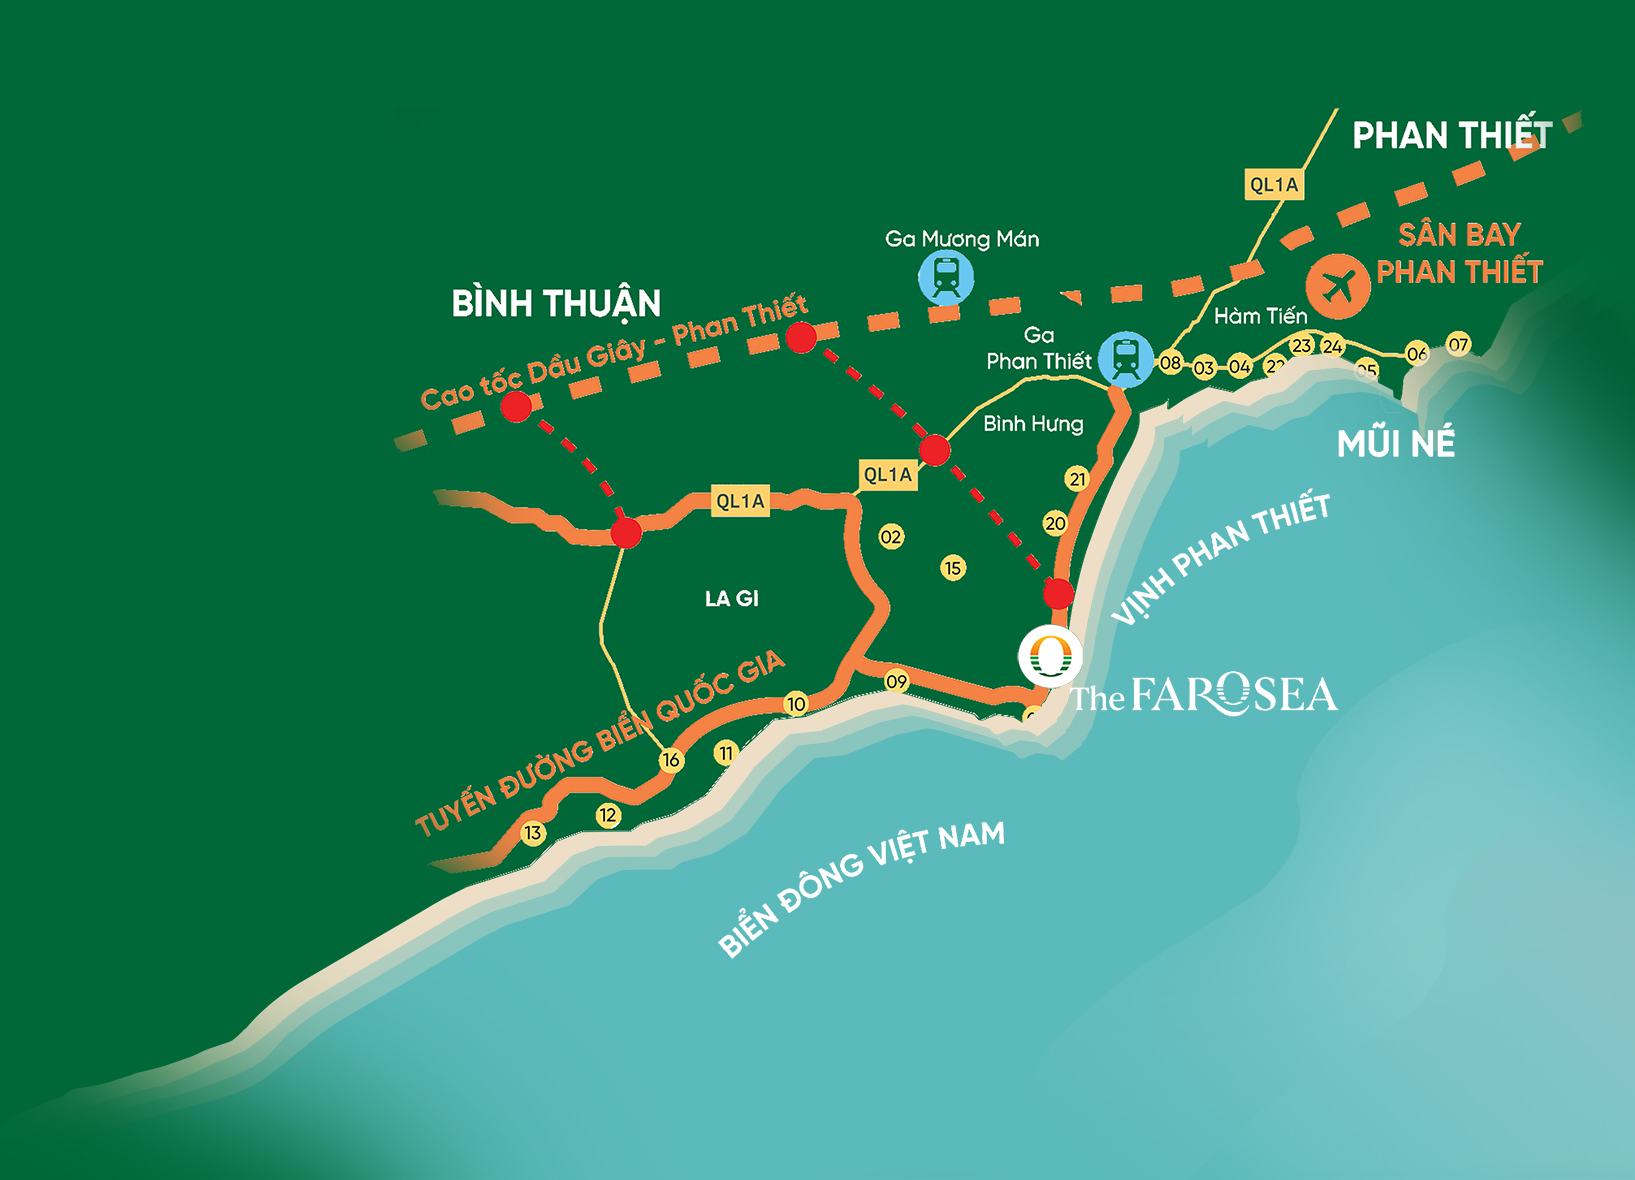 PHAN THIẾT
QL1A
SÂN BAY
PHAN THIẾT
Ga Mương Mán
BÌNH THUẬN
Cao tốc Dầu Giây - Phan Thiết
Hàm Tiến
Ga
Phan Thiết
08
03
04
22
23
24
05
06
07
Bình Hưng
MŨI NÉ
QL1A
QL1A
21
20
02
15
VỊNH PHAN THIẾT
LA GI
TUYẾN ĐƯỜNG BIỂN QUỐC GIA
09
The FAROSEA
10
11
16
12
13
BIỂN ĐÔNG VIỆT NAM